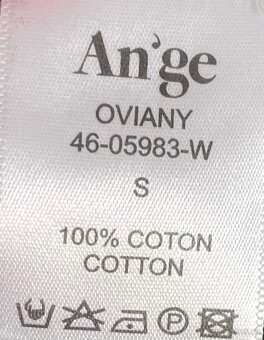 An'ge
OVIANY
46-05983-W
S
100% COTON
COTTON
P